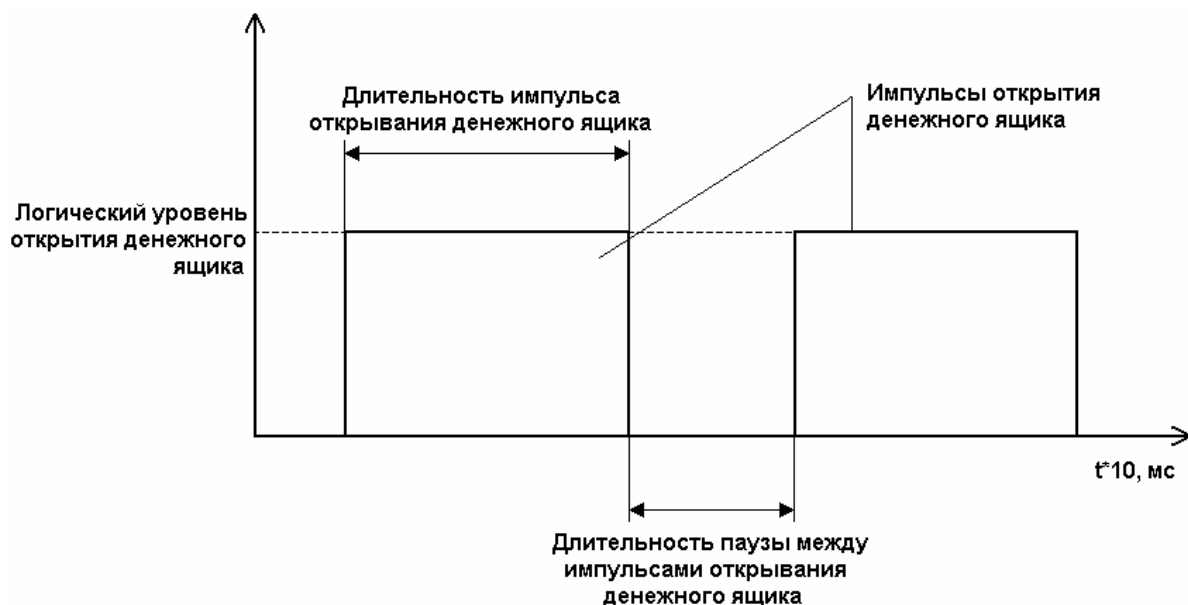 Длительность импульса
открывания денежного ящика
Импульсы открытия
денежного ящика
Логический уровень
открытия денежного
ящика
t*10, мс
Длительность паузы между
импульсами открывания
денежного ящика